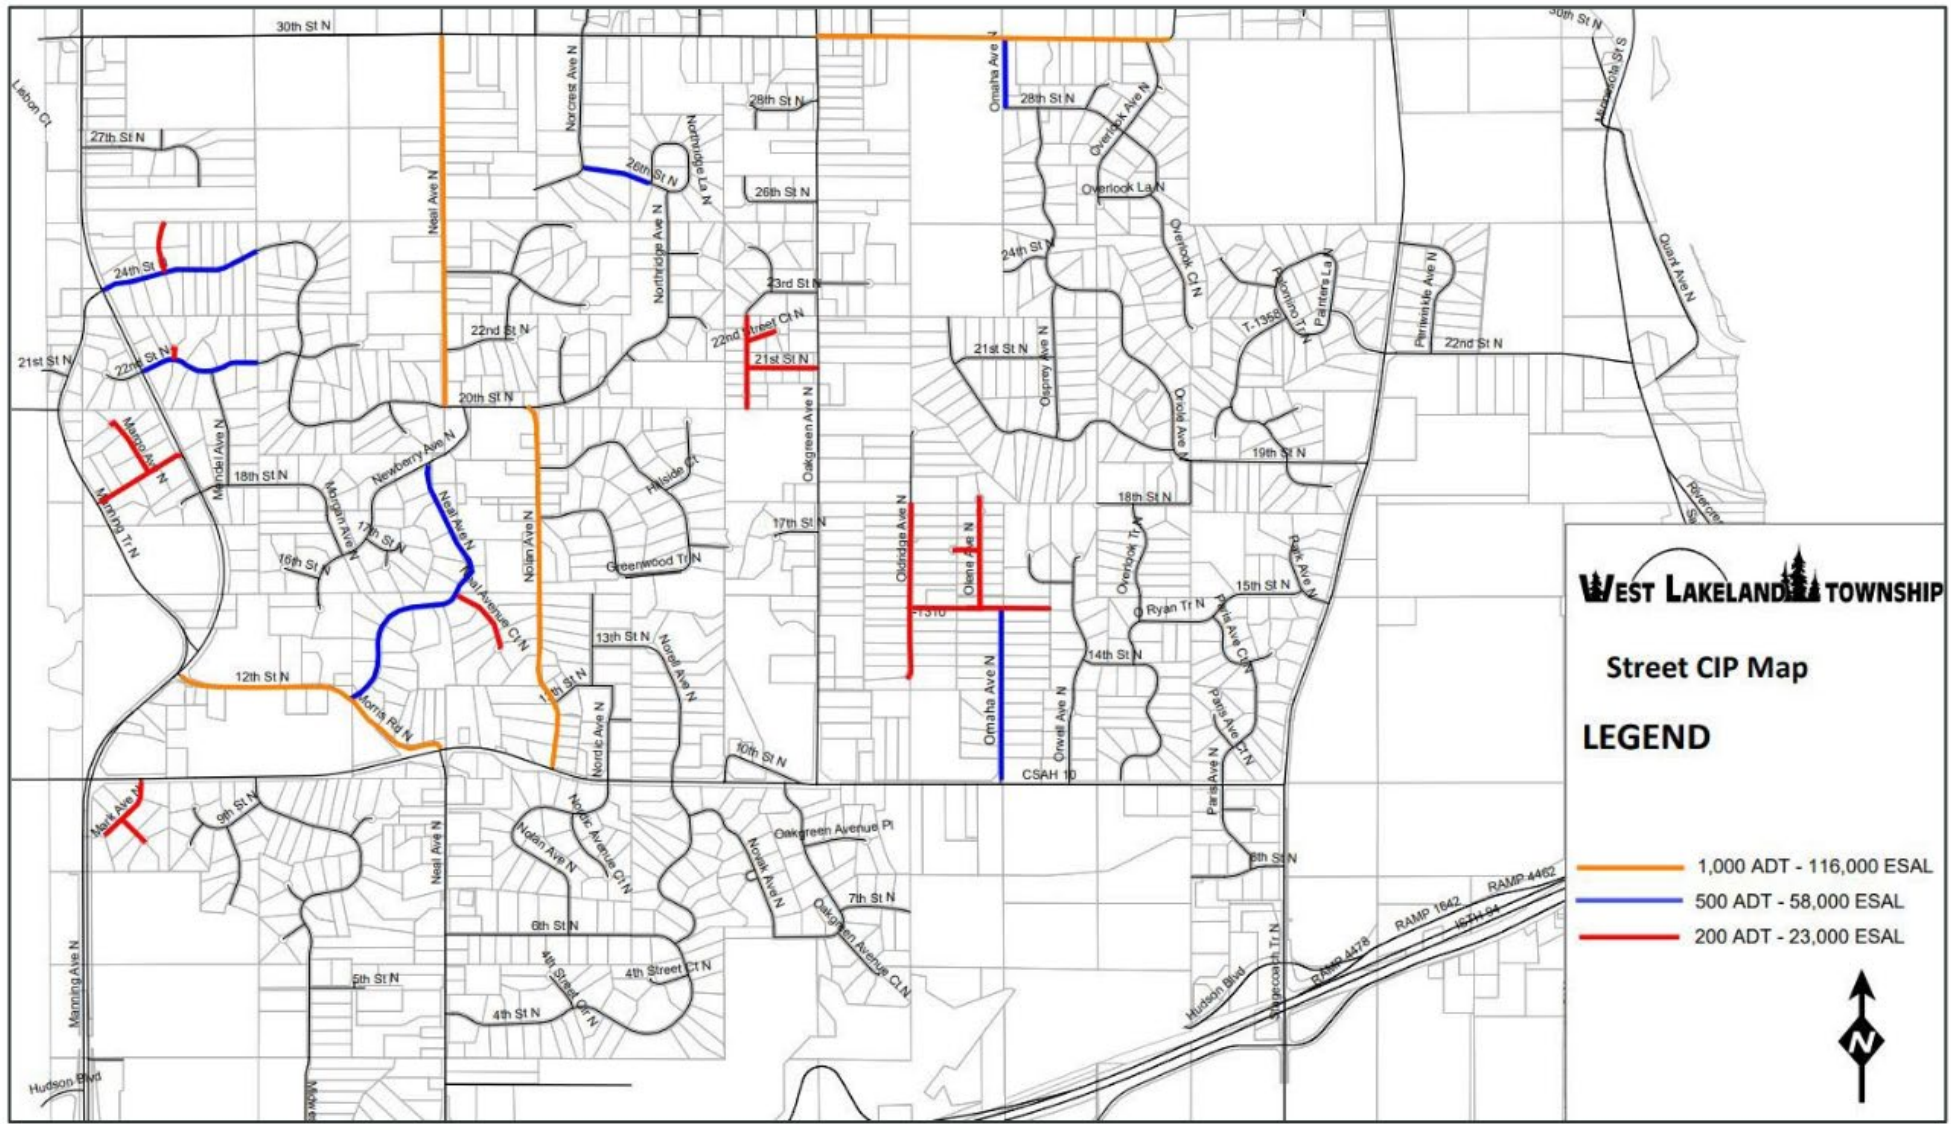 30th St N
30th St N
Minnesota St S
Lisbon Ct
Norcrest Ave N
Omaha Ave N
28th St N
28th St N
Overlook Ave N
27th St N
26th St N
Northridge La N
26th St N
Overlook La N
Neal Ave N
Northridge Ave N
24th St N
Overlook Ct N
Quant Ave N
24th St
23rd St N
Palomino Tr N
Painters La N
Periwinkle Ave N
22nd St N
22nd Street Ct N
T-1358
22nd St N
21st St N
22nd St N
21st St N
21st St N
Osprey Ave N
20th St N
Oakgreen Ave N
Oriole Ave N
Margo Ave N
Mendel Ave N
Newberry Ave N
Hillside Ct
19th St N
18th St N
18th St N
Manning Tr N
Morgan Ave N
17th St N
Neal Ave N
Nolan Ave N
17th St N
Oldridge Ave N
Olene Ave N
Overlook Tr N
Park Ave N
16th St N
Greenwood Tr N
15th St N
Neal Avenue Ct N
-1310
O Ryan Tr N
Paris Ave Ct N
13th St N
Norell Ave N
14th St N
12th St N
Morris Rd N
Nordic Ave N
Omaha Ave N
Orwell Ave N
Paris Ave Ct N
10th St N
CSAH 10
Paris Ave N
Mark Ave N
9th St N
Neal Ave N
Nolan Ave N
Nordic Avenue Ct N
Novak Ave N
Oakgreen Avenue Pl
7th St N
Oakgreen Avenue Ct N
6th St N
Manning Ave N
5th St N
4th Street Cir N
4th Street Ct N
4th St N
Hudson Blvd
Stagecoach Tr N
RAMP 4478
RAMP 1642
ISTH 94
RAMP 4462
Hudson Blvd
WEST LAKELAND TOWNSHIP
Street CIP Map
LEGEND
1,000 ADT - 116,000 ESAL
500 ADT - 58,000 ESAL
200 ADT - 23,000 ESAL
N